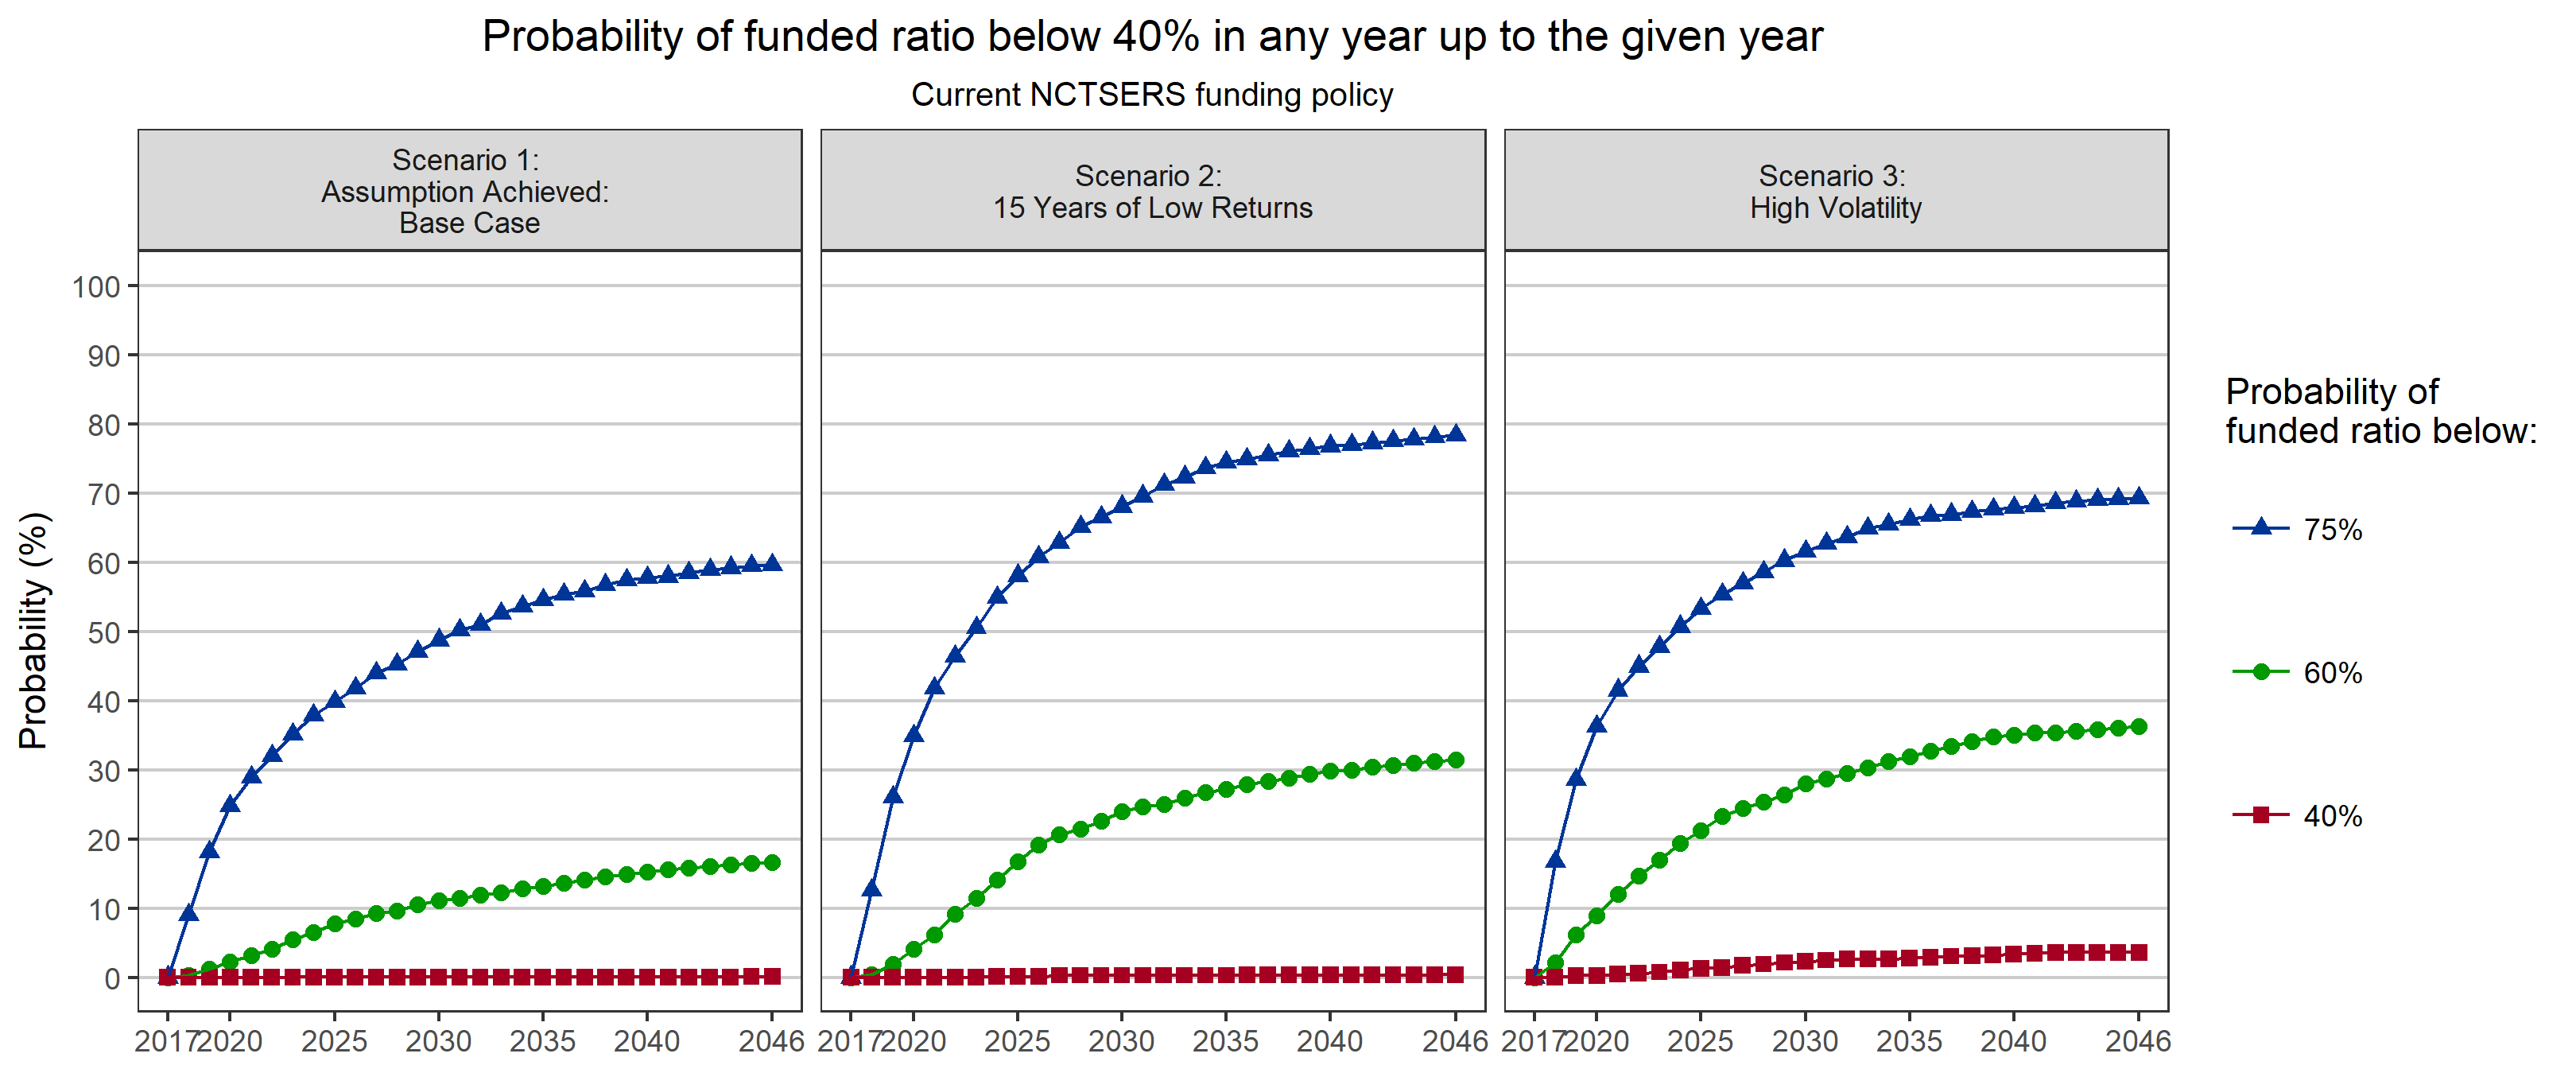 Probability of funded ratio below 40% in any year up to the given year
Current NCTSERS funding policy
Scenario 1:
Assumption Achieved:
Base Case
Scenario 2:
15 Years of Low Returns
Scenario 3:
High Volatility
Probability (%)
100
90
80
70
60
50
40
30
20
10
0
2017 2020 2025 2030 2035 2040 2046
2017 2020 2025 2030 2035 2040 2046
2017 2020 2025 2030 2035 2040 2046
Probability of
funded ratio below:
75%
60%
40%